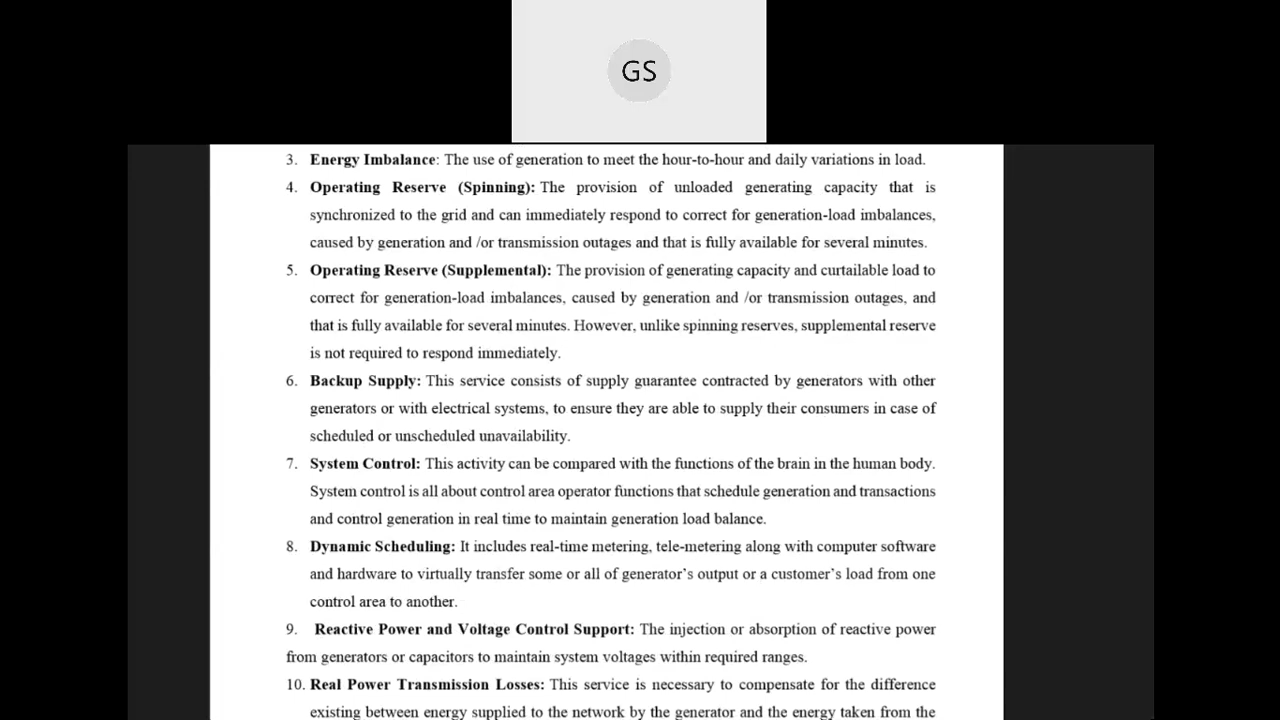 GS
3. Energy Imbalance: The use of generation to meet the hour-to-hour and daily variations in load.
4. Operating Reserve (Spinning): The provision of unloaded generating capacity that is
synchronized to the grid and can immediately respond to correct for generation-load imbalances,
caused by generation and /or transmission outages and that is fully available for several minutes.
5. Operating Reserve (Supplemental): The provision of generating capacity and curtailable load to
correct for generation-load imbalances, caused by generation and /or transmission outages, and
that is fully available for several minutes. However, unlike spinning reserves, supplemental reserve
is not required to respond immediately.
6. Backup Supply: This service consists of supply guarantee contracted by generators with other
generators or with electrical systems, to ensure they are able to supply their consumers in case of
scheduled or unscheduled unavailability.
7. System Control: This activity can be compared with the functions of the brain in the human body.
System control is all about control area operator functions that schedule generation and transactions
and control generation in real time to maintain generation load balance.
8. Dynamic Scheduling: It includes real-time metering, tele-metering along with computer software
and hardware to virtually transfer some or all of generator's output or a customer's load from one
control area to another.
9. Reactive Power and Voltage Control Support: The injection or absorption of reactive power
from generators or capacitors to maintain system voltages within required ranges.
10. Real Power Transmission Losses: This service is necessary to compensate for the difference
existing between energy supplied to the network by the generator and the energy taken from the